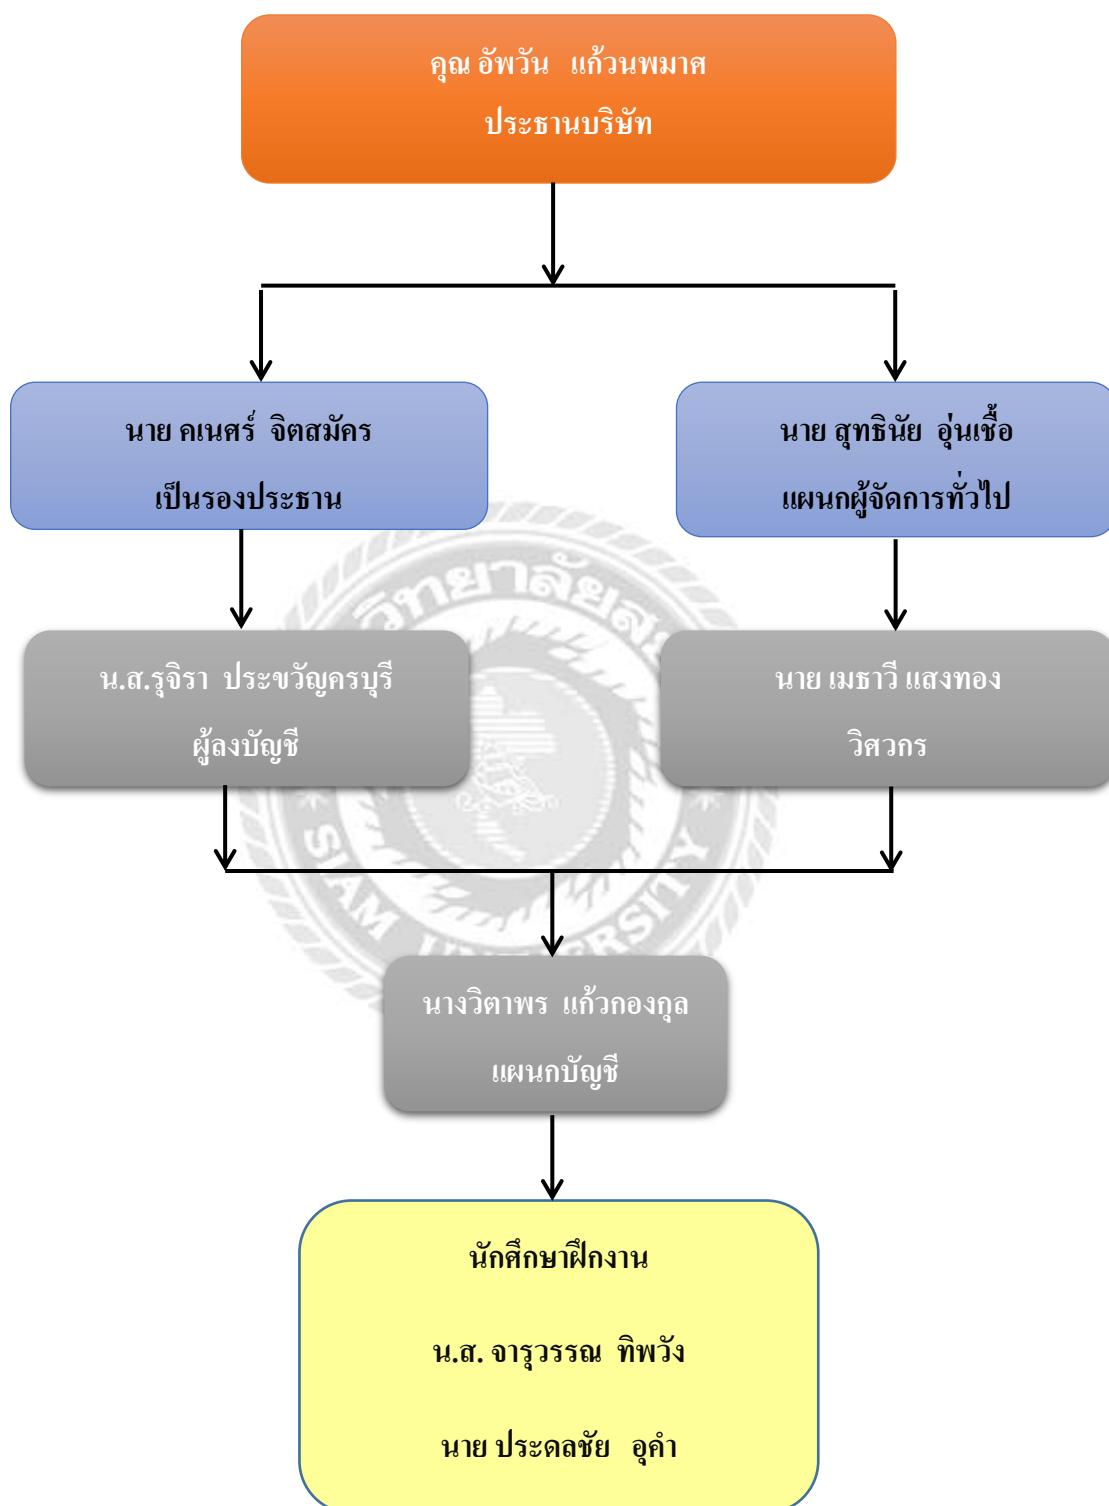 คุณ อัพวัน แก้วนพมาศ
ประธานบริษัท
นาย คเนศร์ จิตสมัคร
เป็นรองประธาน
นาย สุทธินัย อุ่นเชื้อ
แผนกผู้จัดการทั่วไป
น.ส.รุจิรา ประขวัญครบุรี
ผู้ลงบัญชี
นาย เมธาวี แสงทอง
วิศวกร
วิทยาลัยส
SIAM UNIVERSITY
นางวิตาพร แก้วกองกุล
แผนกบัญชี
นักศึกษาฝึกงาน
น.ส. จารุวรรณ ทิพวัง
นาย ประดลชัย อุคำ